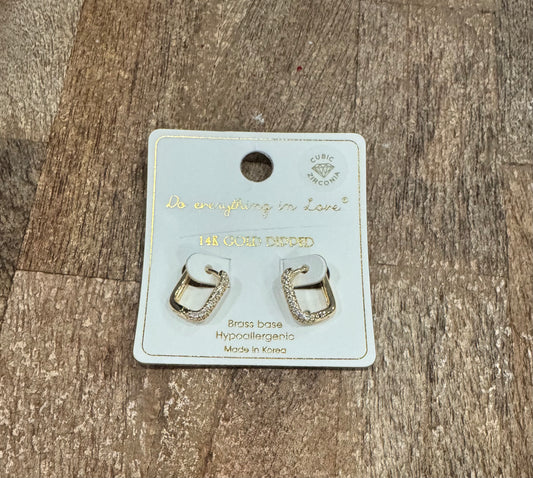 CUBIC
ZIRCONIA
Do everything in Love®
14K GOLD DIPPED
Brass base
Hypoallergenic
Made in Korea